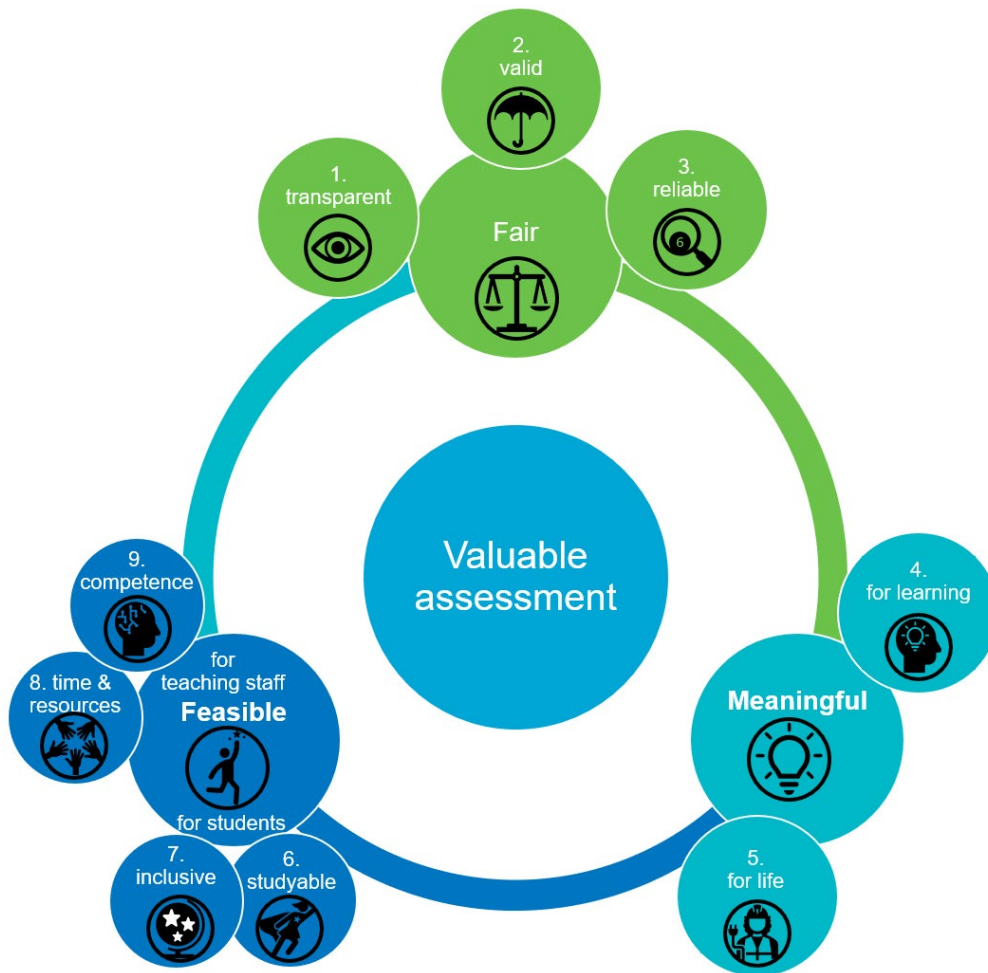 2.
valid
1.
transparent
3.
reliable
6
Fair
Valuable
assessment
4.
for learning
Meaningful
5.
for life
9.
competence
8. time &
resources
for
teaching staff
Feasible
for students
7.
inclusive
6.
studyable